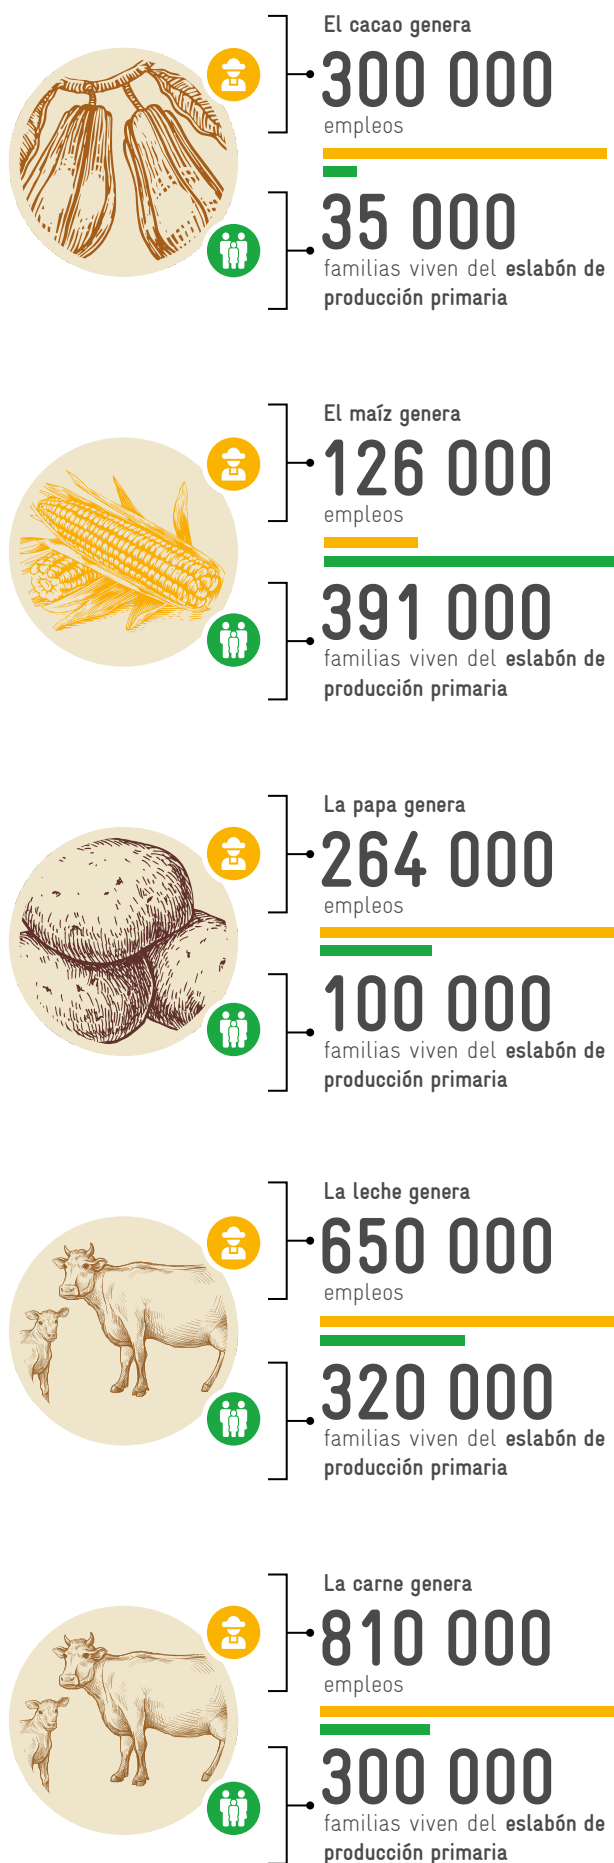 El cacao genera
300 000
empleos
35 000
familias viven del eslabón de
producción primaria
El maíz genera
126 000
empleos
391 000
familias viven del eslabón de
producción primaria
La papa genera
264 000
empleos
100 000
familias viven del eslabón de
producción primaria
La leche genera
650 000
empleos
320 000
familias viven del eslabón de
producción primaria
La carne genera
810 000
empleos
300 000
familias viven del eslabón de
producción primaria